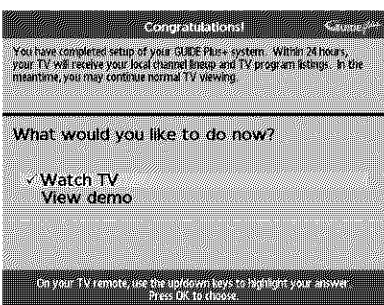 Congratulations!
You have completed setup of your GUIDE Plus+ system. Within 24 hours,
your TV will receive your local channel lineup and TV program listings. In the
meantime, you may continue normal TV viewing.
What would you like to do now?
✓ Watch TV
View demo
On your TV remote, use the up/down keys to highlight your answer
Press OK to choose.